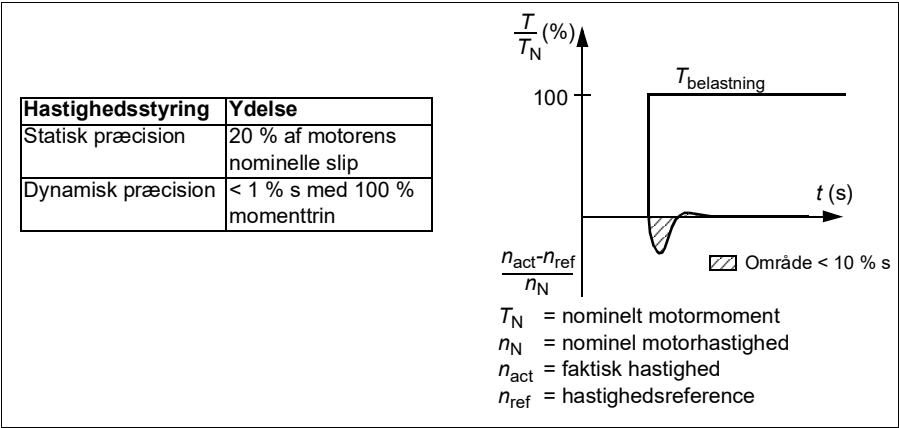 Hastighedsstyring Ydelse
Statisk præcision 20 % af motorens
nominelle slip
Dynamisk præcision < 1 % s med 100 %
momenttrin
T
T_N (%)
100
T_belastning
t (s)
n_act-n_ref
n_N
Område < 10 % s
T_N = nominelt motormoment
n_N = nominel motorhastighed
n_act = faktisk hastighed
n_ref = hastighedsreference